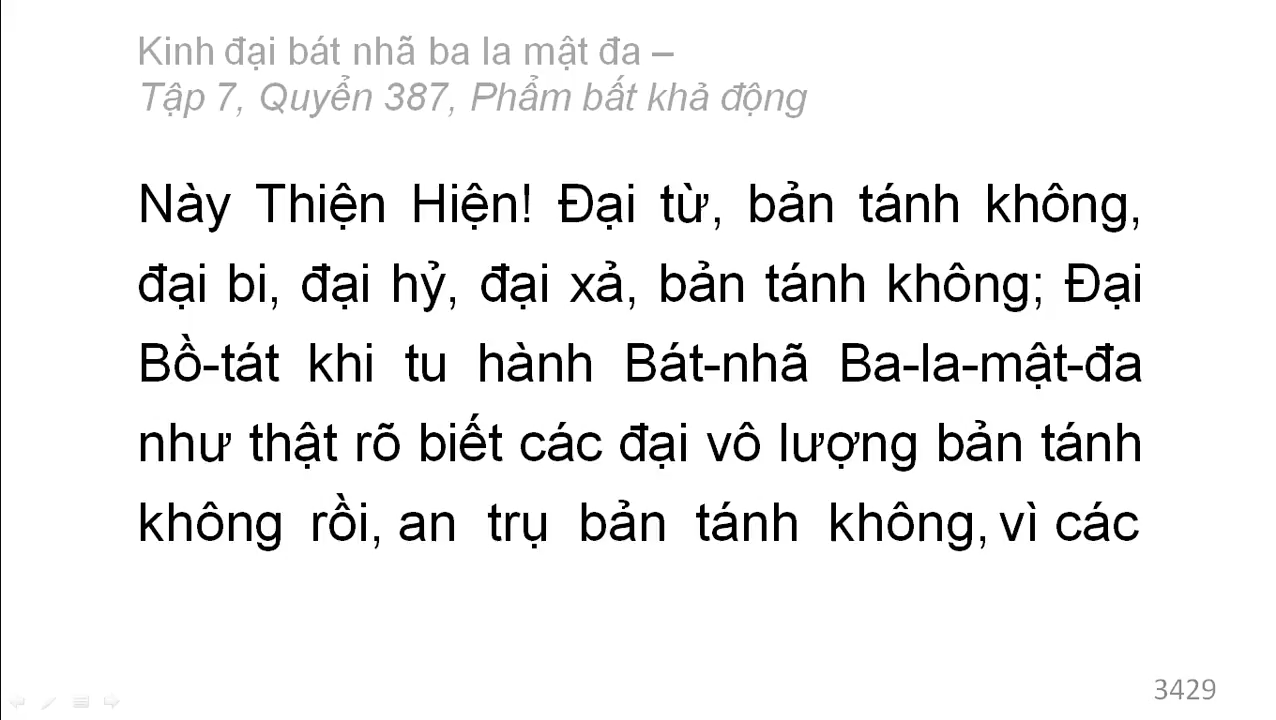 Kinh đại bát nhã ba la mật đa –
Tập 7, Quyển 387, Phẩm bất khả động
Này Thiện Hiện! Đại từ, bản tánh không,
đại bi, đại hỷ, đại xả, bản tánh không; Đại
Bồ-tát khi tu hành Bát-nhã Ba-la-mật-đa
như thật rõ biết các đại vô lượng bản tánh
không rồi, an trụ bản tánh không, vì các
3429